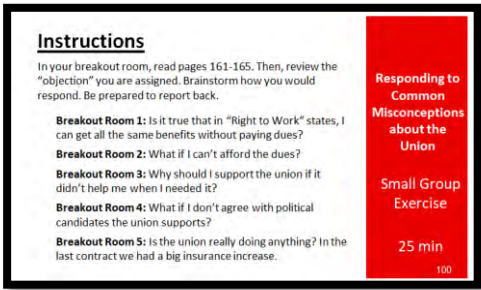 Instructions
In your breakout room, read pages 161-165. Then, review the
“objection” you are assigned. Brainstorm how you would
respond. Be prepared to report back.
Breakout Room 1: Is it true that in “Right to Work” states, I
can get all the same benefits without paying dues?
Breakout Room 2: What if I can’t afford the dues?
Breakout Room 3: Why should I support the union if it
didn’t help me when I needed it?
Breakout Room 4: What if I don’t agree with political
candidates the union supports?
Breakout Room 5: Is the union really doing anything? In the
last contract we had a big insurance increase.
Responding to
Common
Misconceptions
about the
Union
Small Group
Exercise
25 min
100